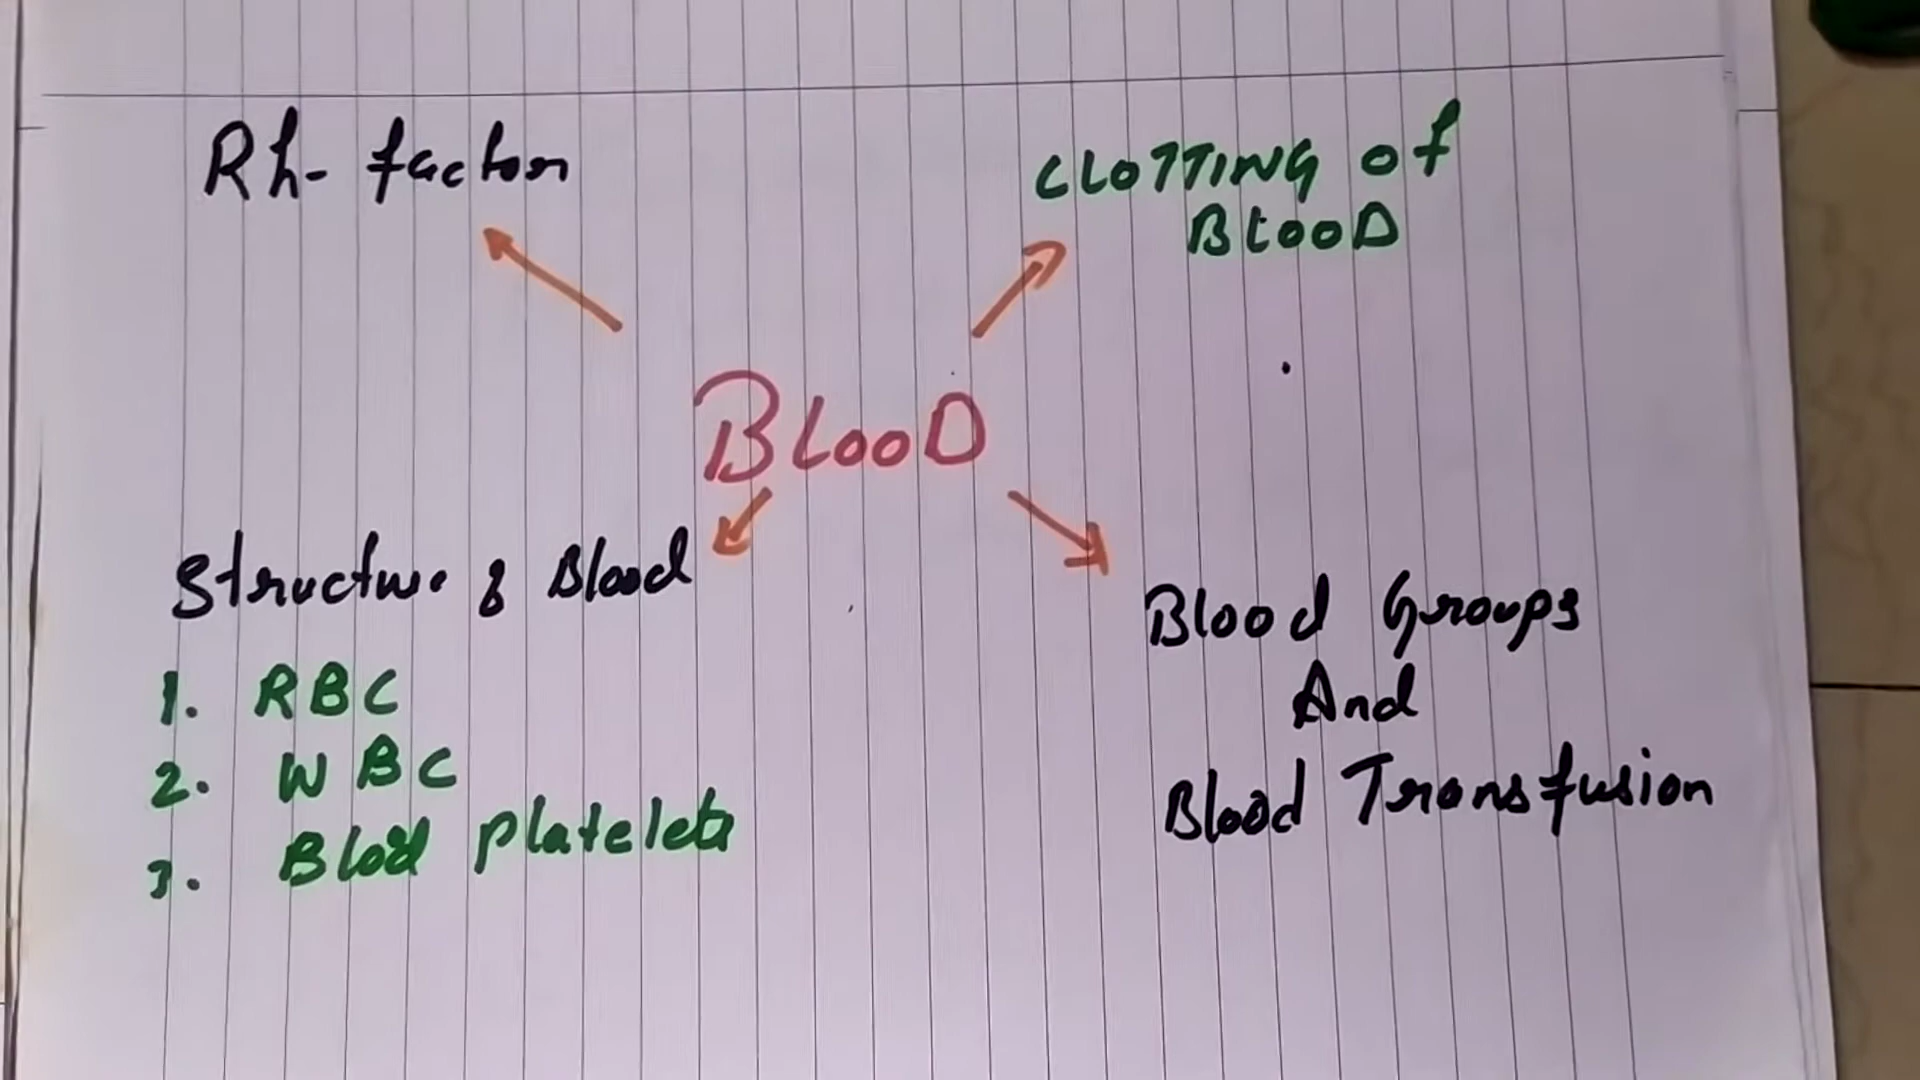 Rh- factor
CLOTTING of
BLOOD
BLOOD
Structure & Blood
1. RBC
2. WBC
3. Blood platelets
Blood Groups
And
Blood Transfusion